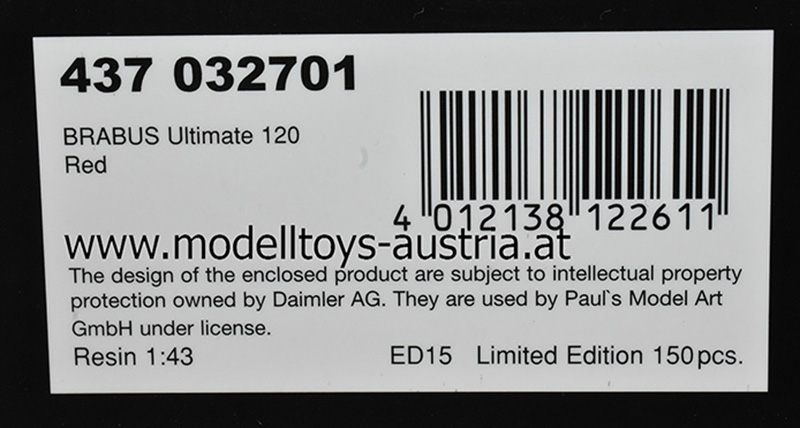 437 032701
BRABUS Ultimate 120
Red
4 012138 122611
www.modelltoys-austria.at
The design of the enclosed product are subject to intellectual property
protection owned by Daimler AG. They are used by Paul`s Model Art
GmbH under license.
Resin 1:43
ED15 Limited Edition 150pcs.